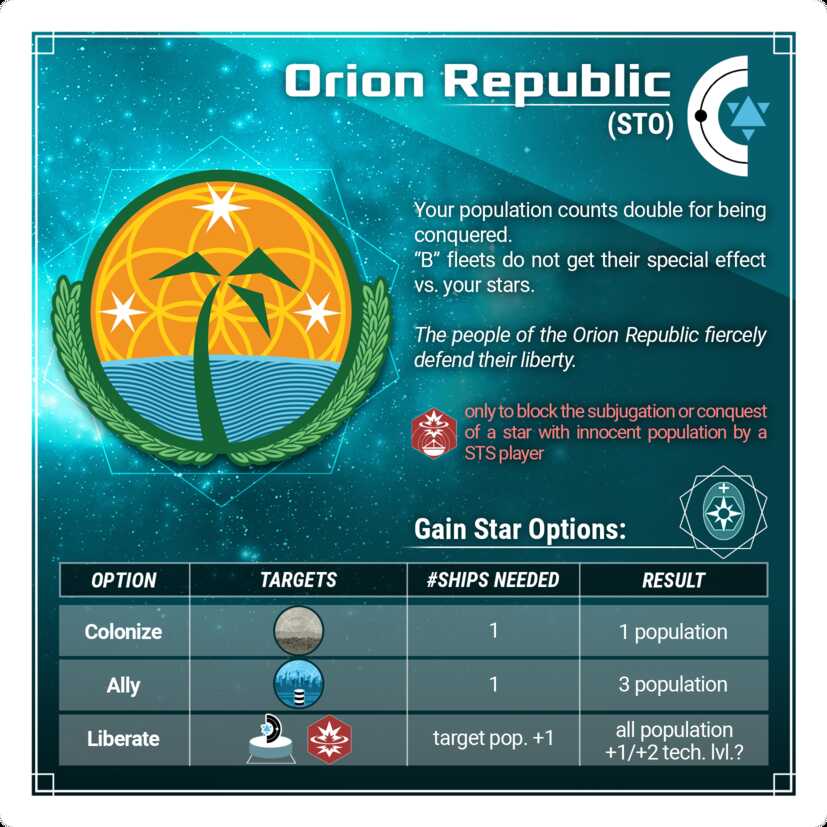 Orion Republic
(STO)
Your population counts double for being
conquered.
“B” fleets do not get their special effect
vs. your stars.
The people of the Orion Republic fiercely
defend their liberty.
only to block the subjugation or conquest
of a star with innocent population by a
STS player
Gain Star Options:
OPTION TARGETS #SHIPS NEEDED RESULT
Colonize 1 1 population
Ally 1 3 population
Liberate target pop. +1 all population
+1/+2 tech. lvl.?